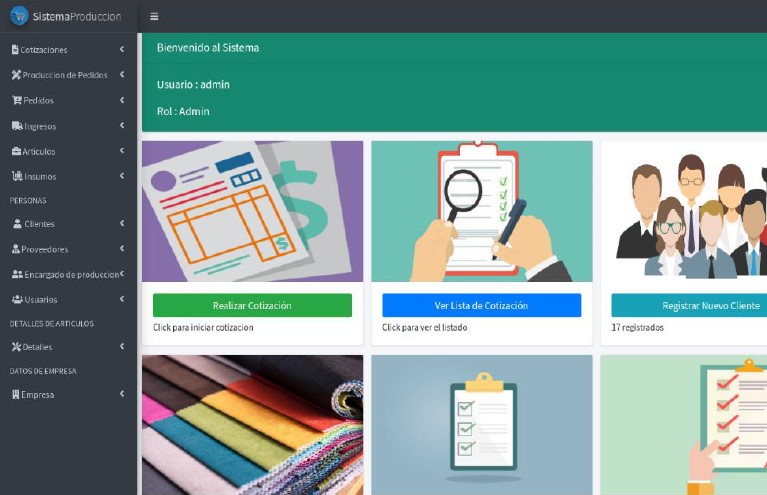 SistemaProduccion
Cotizaciones
Produccion de Pedidos
Pedidos
Ingresos
Articulos
Insumos
PERSONAS
Clientes
Proveedores
Encargado de produccion
Usuarios
DETALLES DE ARTICULOS
Detalles
DATOS DE EMPRESA
Empresa
Bienvenido al Sistema
Usuario : admin
Rol : Admin
$
$
Realizar Cotización
Click para iniciar cotizacion
Ver Lista de Cotización
Click para ver el listado
Registrar Nuevo Cliente
17 registrados